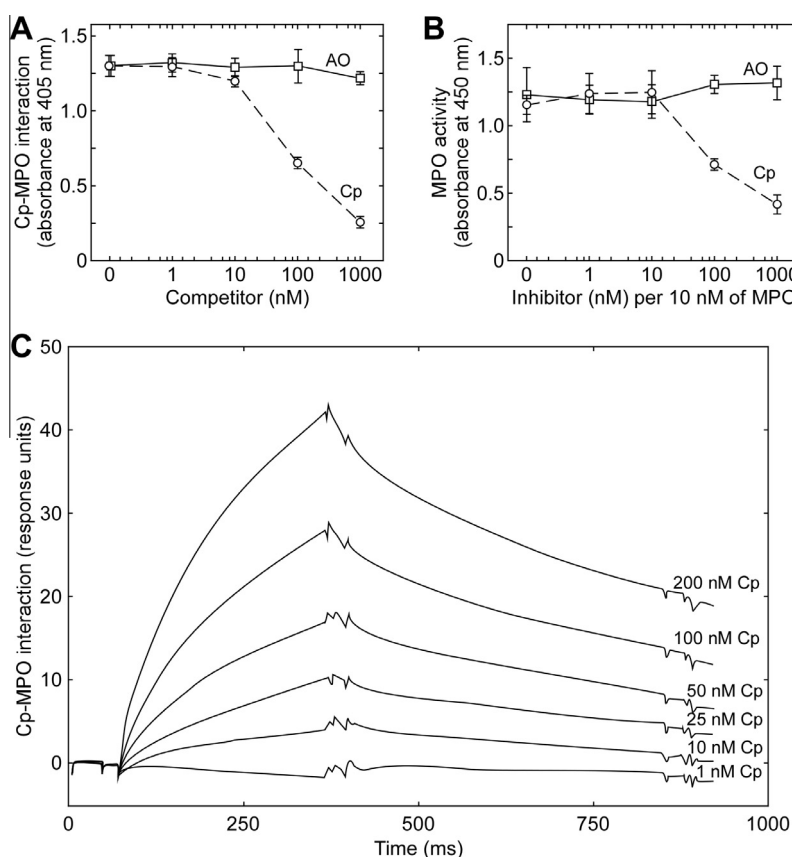 A
Cp-MPO interaction
(absorbance at 405 nm)
1.5
1.0
0.5
0
AO
Cp
0 1 10 100 1000
Competitor (nM)
B
MPO activity
(absorbance at 450 nm)
1.5
1.0
0.5
0
AO
Cp
0 1 10 100 1000
Inhibitor (nM) per 10 nM of MPO
C
Cp-MPO interaction (response units)
50
40
30
20
10
0
200 nM Cp
100 nM Cp
50 nM Cp
25 nM Cp
10 nM Cp
1 nM Cp
0 250 500 750 1000
Time (ms)